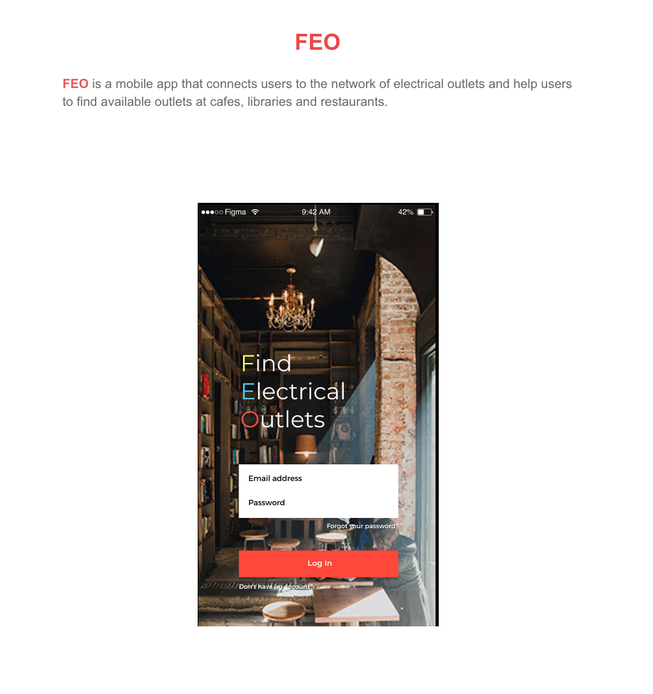 FEO
FEO is a mobile app that connects users to the network of electrical outlets and help users
to find available outlets at cafes, libraries and restaurants.
Figma 9:42 AM 42%
Find
Electrical
Outlets
Email address
Password
Forgot your password?
Log in
Don't have an account?